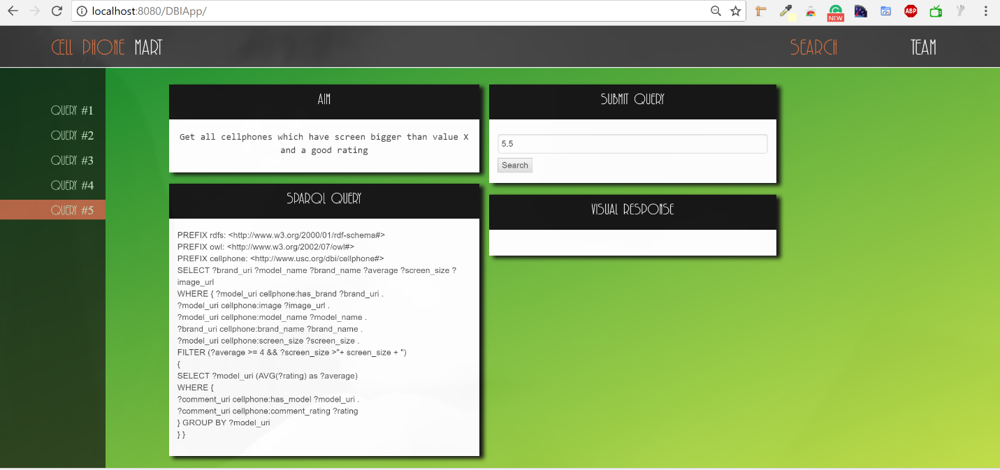 localhost:8080/DBIApp/
NEW
ABP
CELL PHONE MART
SEARCH
TEAM
QUERY #1
QUERY #2
QUERY #3
QUERY #4
QUERY #5
AIM
Get all cellphones which have screen bigger than value X
and a good rating
SPARQL QUERY
PREFIX rdfs: <http://www.w3.org/2000/01/rdf-schema#>
PREFIX owl: <http://www.w3.org/2002/07/owl#>
PREFIX cellphone: <http://www.usc.org/dbi/cellphone#>
SELECT ?brand_uri ?model_name ?brand_name ?average ?screen_size ?
image_url
WHERE { ?model_uri cellphone:has_brand ?brand_uri .
?model_uri cellphone:image ?image_url .
?model_uri cellphone:model_name ?model_name .
?brand_uri cellphone:brand_name ?brand_name .
?model_uri cellphone:screen_size ?screen_size .
FILTER (?average >= 4 && ?screen_size >"+ screen_size + ")
{
SELECT ?model_uri (AVG(?rating) as ?average)
WHERE {
?comment_uri cellphone:has_model ?model_uri .
?comment_uri cellphone:comment_rating ?rating
} GROUP BY ?model_uri
} }
SUBMIT QUERY
5.5
Search
VISUAL RESPONSE